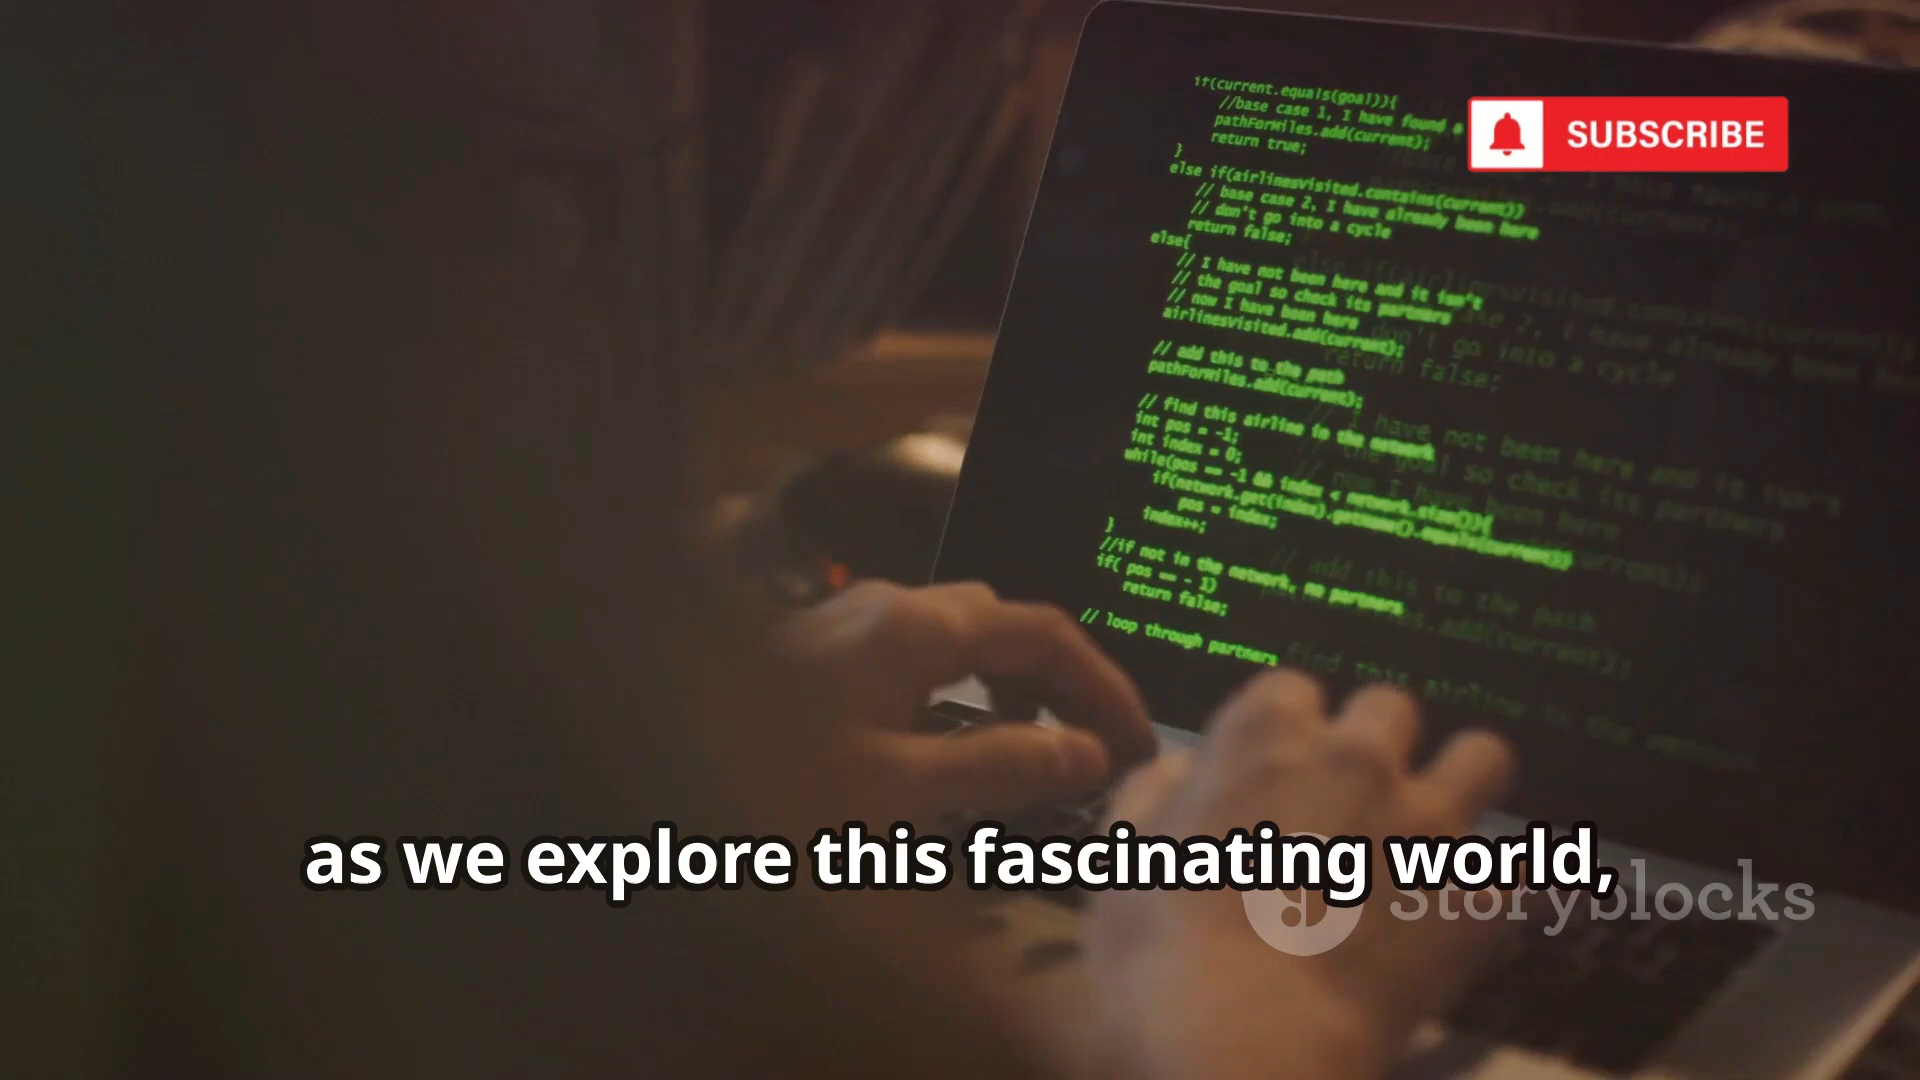 if(current.equals(goal)){
//base case 1, I have found a
pathForMiles.add(current);
return true;
}
else if(airlinesvisited.contains(current))
// base case 2, I have already been here
// don't go into a cycle
return false;
else{
// I have not been here and it isn't
// the goal so check its partners
// now I have been here
airlinesvisited.add(current);
// add this to the path
pathForMiles.add(current);
// find this airline in the network
int pos = -1;
int index = 0;
while(pos == -1 && index < network.size()){
if(network.get(index).getName().equals(current))
pos = index;
index++;
}
//if not in the network, no partners
if( pos == - 1)
return false;
// loop through partners
SUBSCRIBE
as we explore this fascinating world,
Storyblocks